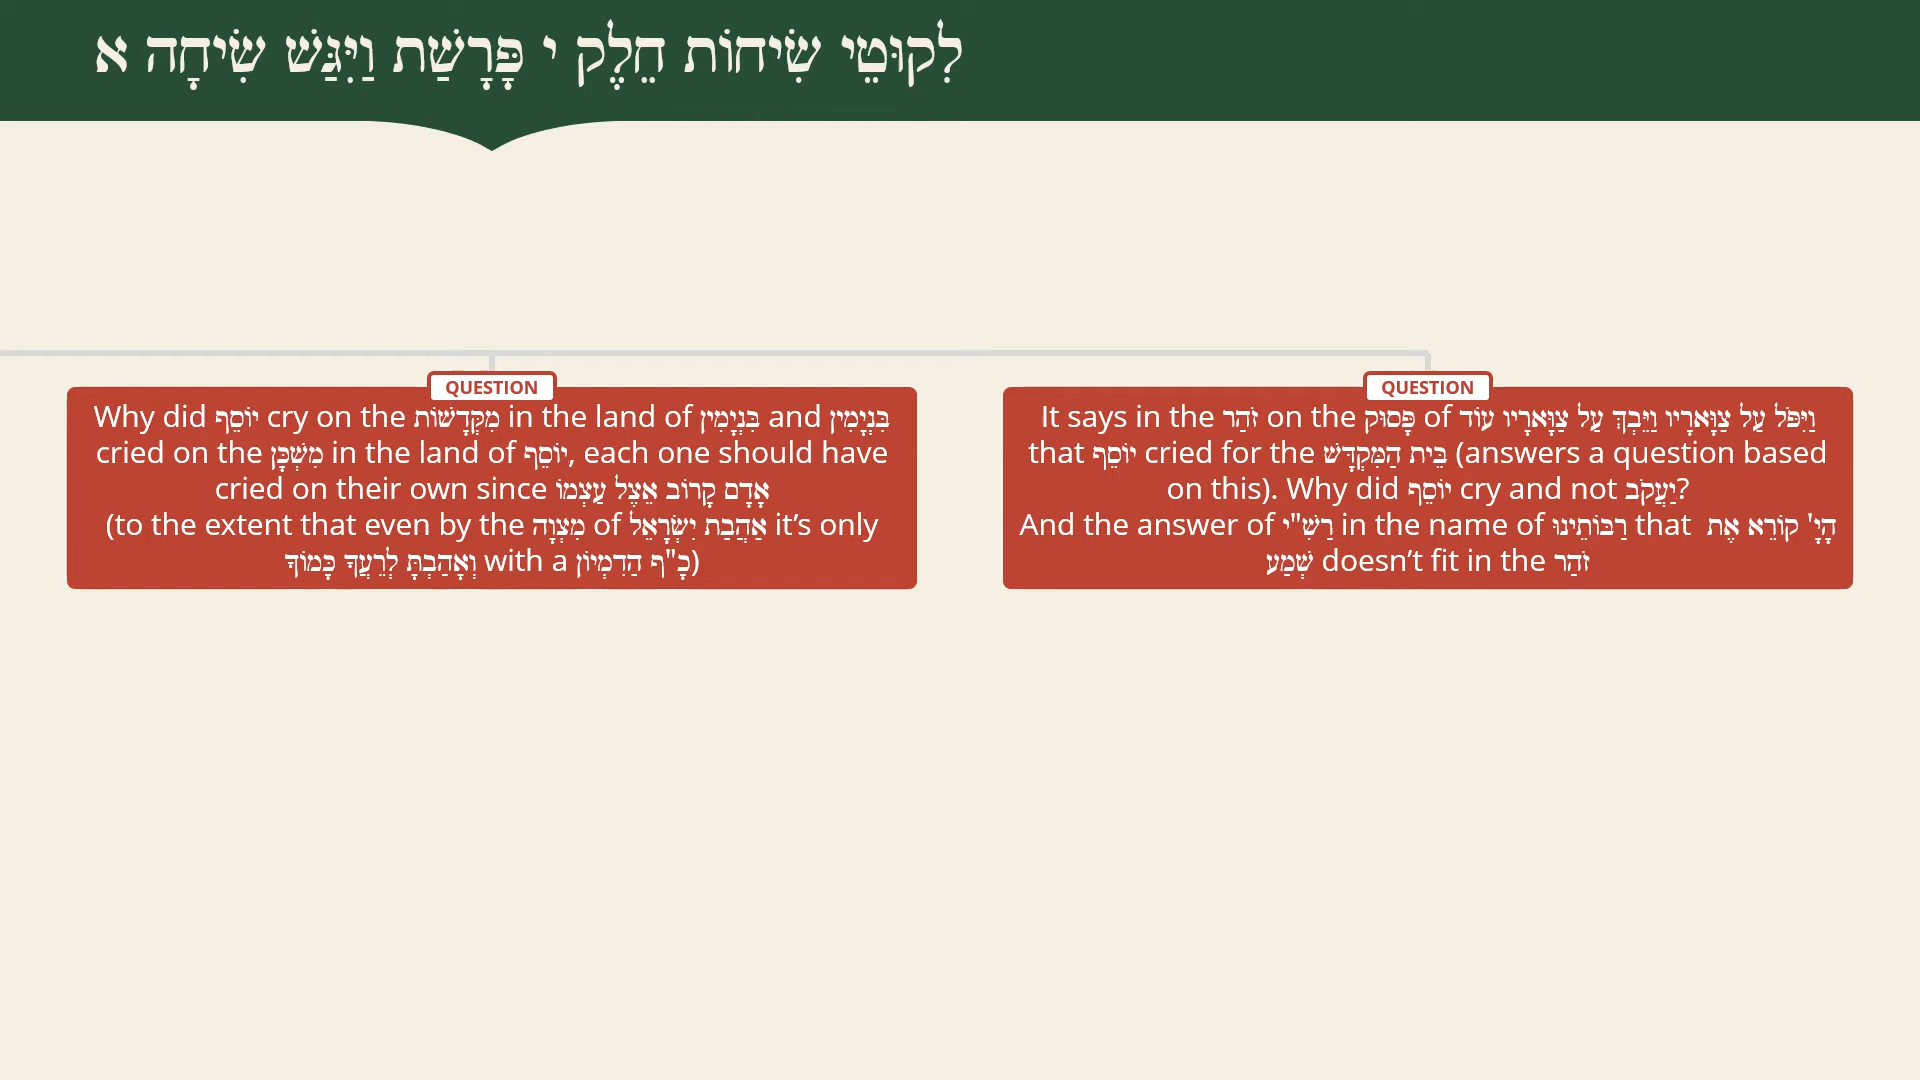 לִקוּטֵי שִׂיחוֹת חֵלֶק י פָּרָשַׁת וַיִּגַּשׁ שִׂיחָה א
QUESTION
Why did יוֹסֵף cry on the מִקְדָשׁוֹת in the land of בִּנְיָמִין and בִּנְיָמִין
cried on the מִשְׁכָּן in the land of יוֹסֵף, each one should have
cried on their own since אָדָם קָרוֹב אֵצֶל עַצְמוֹ
(to the extent that even by the מִצְוָה of אַהֲבַת יִשְׂרָאֵל it’s only
וְאָהַבְתָּ לְרֵעֲךָ כָּמוֹךָ with a כָ"ף הַדִמְיוֹן)
QUESTION
It says in the זֹהַר on the פָּסוּק of וַיִּפֹּל עַל צַוָּארָיו וַיֵּבְךְּ עַל צַוָּארָיו עוֹד
that יוֹסֵף cried for the בֵּית הַמִּקְדָּשׁ (answers a question based
on this). Why did יוֹסֵף cry and not יַעֲקֹב?
And the answer of רַשִׁ"י in the name of רַבּוֹתֵינוּ that הָיָ' קוֹרֵא אֶת
שְׁמַע doesn’t fit in the זֹהַר